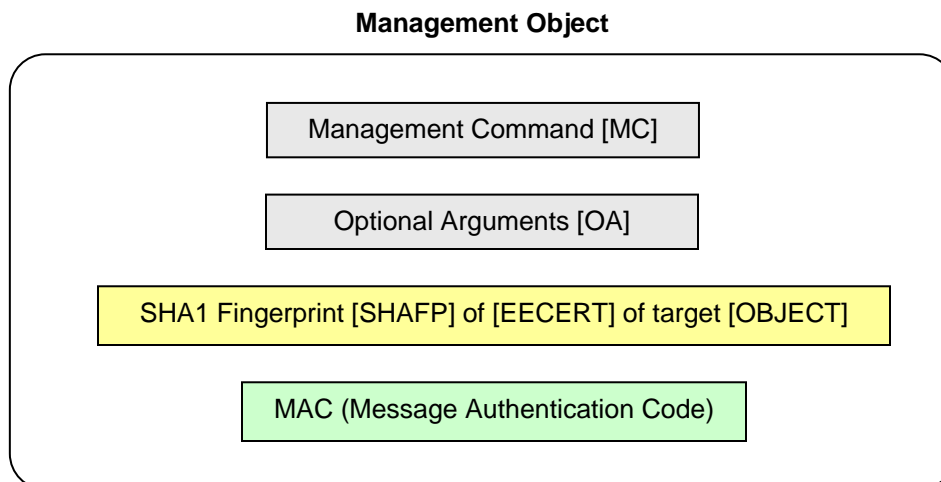 Management Object
Management Command [MC]
Optional Arguments [OA]
SHA1 Fingerprint [SHAFP] of [EECERT] of target [OBJECT]
MAC (Message Authentication Code)